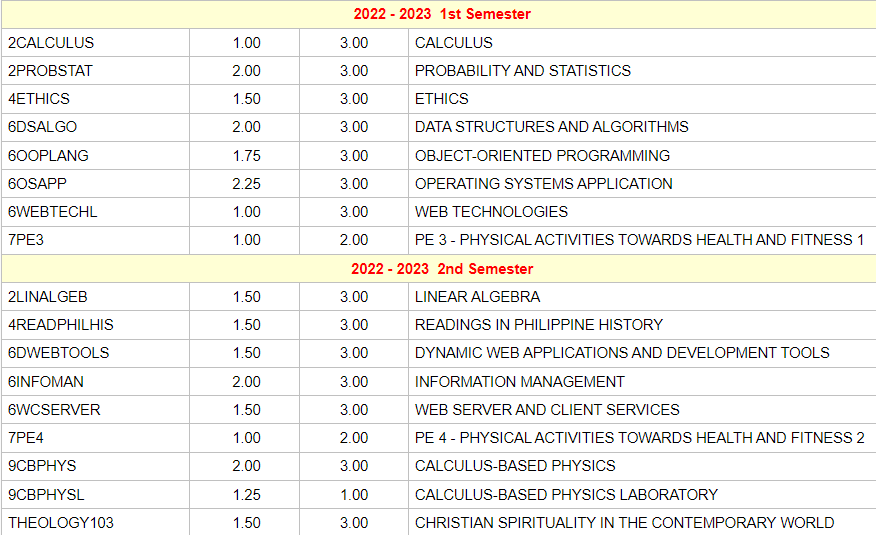 2022 - 2023 1st Semester
2CALCULUS 1.00 3.00 CALCULUS
2PROBSTAT 2.00 3.00 PROBABILITY AND STATISTICS
4ETHICS 1.50 3.00 ETHICS
6DSALGO 2.00 3.00 DATA STRUCTURES AND ALGORITHMS
6OOPLANG 1.75 3.00 OBJECT-ORIENTED PROGRAMMING
6OSAPP 2.25 3.00 OPERATING SYSTEMS APPLICATION
6WEBTECHL 1.00 3.00 WEB TECHNOLOGIES
7PE3 1.00 2.00 PE 3 - PHYSICAL ACTIVITIES TOWARDS HEALTH AND FITNESS 1
2022 - 2023 2nd Semester
2LINALGEB 1.50 3.00 LINEAR ALGEBRA
4READPHILHIS 1.50 3.00 READINGS IN PHILIPPINE HISTORY
6DWEBTOOLS 1.50 3.00 DYNAMIC WEB APPLICATIONS AND DEVELOPMENT TOOLS
6INFOMAN 2.00 3.00 INFORMATION MANAGEMENT
6WCSERVER 1.50 3.00 WEB SERVER AND CLIENT SERVICES
7PE4 1.00 2.00 PE 4 - PHYSICAL ACTIVITIES TOWARDS HEALTH AND FITNESS 2
9CBPHYS 2.00 3.00 CALCULUS-BASED PHYSICS
9CBPHYSL 1.25 1.00 CALCULUS-BASED PHYSICS LABORATORY
THEOLOGY103 1.50 3.00 CHRISTIAN SPIRITUALITY IN THE CONTEMPORARY WORLD